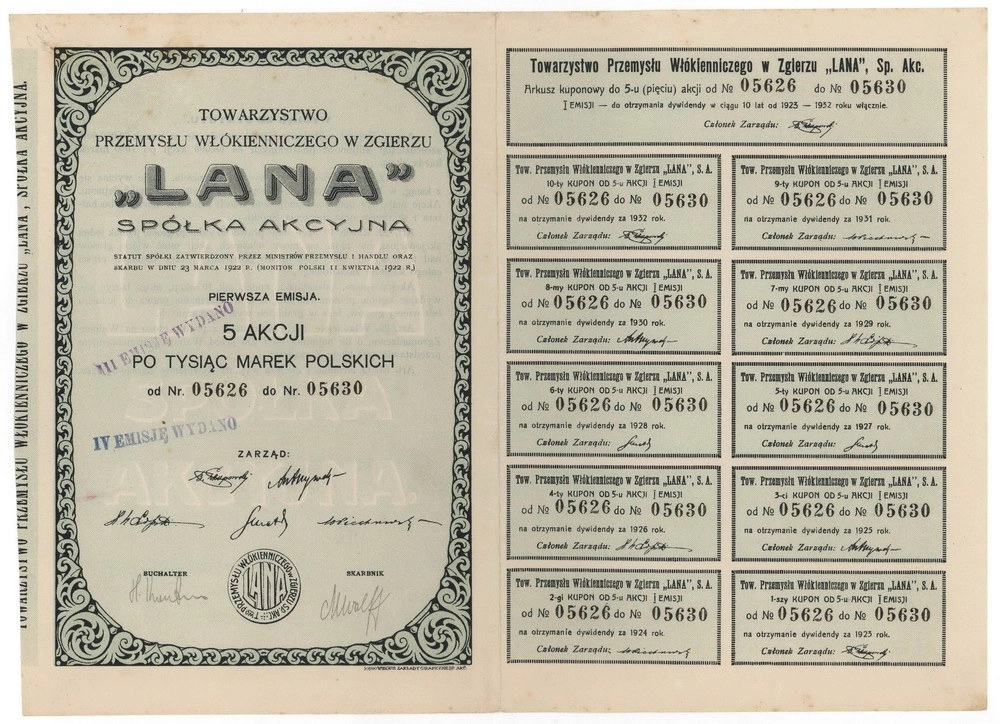 TOWARZYSTWO PRZEMYSŁU WŁÓKIENNICZEGO W ZGIERZU „LANA”, SPÓŁKA AKCYJNA.
TOWARZYSTWO
PRZEMYSŁU WŁÓKIENNICZEGO W ZGIERZU
„LANA”
SPÓŁKA AKCYJNA
STATUT SPÓŁKI ZATWIERDZONY PRZEZ MINISTRÓW PRZEMYSŁU I HANDLU ORAZ
SKARBU W DNIU 23 MARCA 1922 R. (MONITOR POLSKI 11 KWIETNIA 1922 R.)
PIERWSZA EMISJA.
III EMISJĘ WYDANO
5 AKCJI
PO TYSIĄC MAREK POLSKICH
od Nr. 05626 do Nr. 05630
IV EMISJĘ WYDANO
ZARZĄD:
BUCHALTER
SKARBNIK
TWO PRZEMYSŁU WŁÓKIENNICZEGO W ZGIERZU SP. AKC.
LANA
Towarzystwo Przemysłu Włókienniczego w Zgierzu „LANA”, Sp. Akc.
Arkusz kuponowy do 5-u (pięciu) akcji od № 05626 do № 05630
I EMISJI — do otrzymania dywidendy w ciągu 10 lat od 1923 — 1932 roku włącznie.
Członek Zarządu:
Tow. Przemysłu Włókienniczego w Zgierzu „LANA”, S. A.
10-ty KUPON OD 5-u AKCJI I EMISJI
od № 05626 do № 05630
na otrzymanie dywidendy za 1932 rok.
Członek Zarządu:
Tow. Przemysłu Włókienniczego w Zgierzu „LANA”, S. A.
9-ty KUPON OD 5-u AKCJI I EMISJI
od № 05626 do № 05630
na otrzymanie dywidendy za 1931 rok.
Członek Zarządu:
Tow. Przemysłu Włókienniczego w Zgierzu „LANA”, S. A.
8-my KUPON OD 5-u AKCJI I EMISJI
od № 05626 do № 05630
na otrzymanie dywidendy za 1930 rok.
Członek Zarządu:
Tow. Przemysłu Włókienniczego w Zgierzu „LANA”, S. A.
7-my KUPON OD 5-u AKCJI I EMISJI
od № 05626 do № 05630
na otrzymanie dywidendy za 1929 rok.
Członek Zarządu:
Tow. Przemysłu Włókienniczego w Zgierzu „LANA”, S. A.
6-ty KUPON OD 5-u AKCJI I EMISJI
od № 05626 do № 05630
na otrzymanie dywidendy za 1928 rok.
Członek Zarządu:
Tow. Przemysłu Włókienniczego w Zgierzu „LANA”, S. A.
5-ty KUPON OD 5-u AKCJI I EMISJI
od № 05626 do № 05630
na otrzymanie dywidendy za 1927 rok.
Członek Zarządu:
Tow. Przemysłu Włókienniczego w Zgierzu „LANA”, S. A.
4-ty KUPON OD 5-u AKCJI I EMISJI
od № 05626 do № 05630
na otrzymanie dywidendy za 1926 rok.
Członek Zarządu:
Tow. Przemysłu Włókienniczego w Zgierzu „LANA”, S. A.
3-ci KUPON OD 5-u AKCJI I EMISJI
od № 05626 do № 05630
na otrzymanie dywidendy za 1925 rok.
Członek Zarządu:
Tow. Przemysłu Włókienniczego w Zgierzu „LANA”, S. A.
2-gi KUPON OD 5-u AKCJI I EMISJI
od № 05626 do № 05630
na otrzymanie dywidendy za 1924 rok.
Członek Zarządu:
Tow. Przemysłu Włókienniczego w Zgierzu „LANA”, S. A.
1-szy KUPON OD 5-u AKCJI I EMISJI
od № 05626 do № 05630
na otrzymanie dywidendy za 1923 rok.
Członek Zarządu: